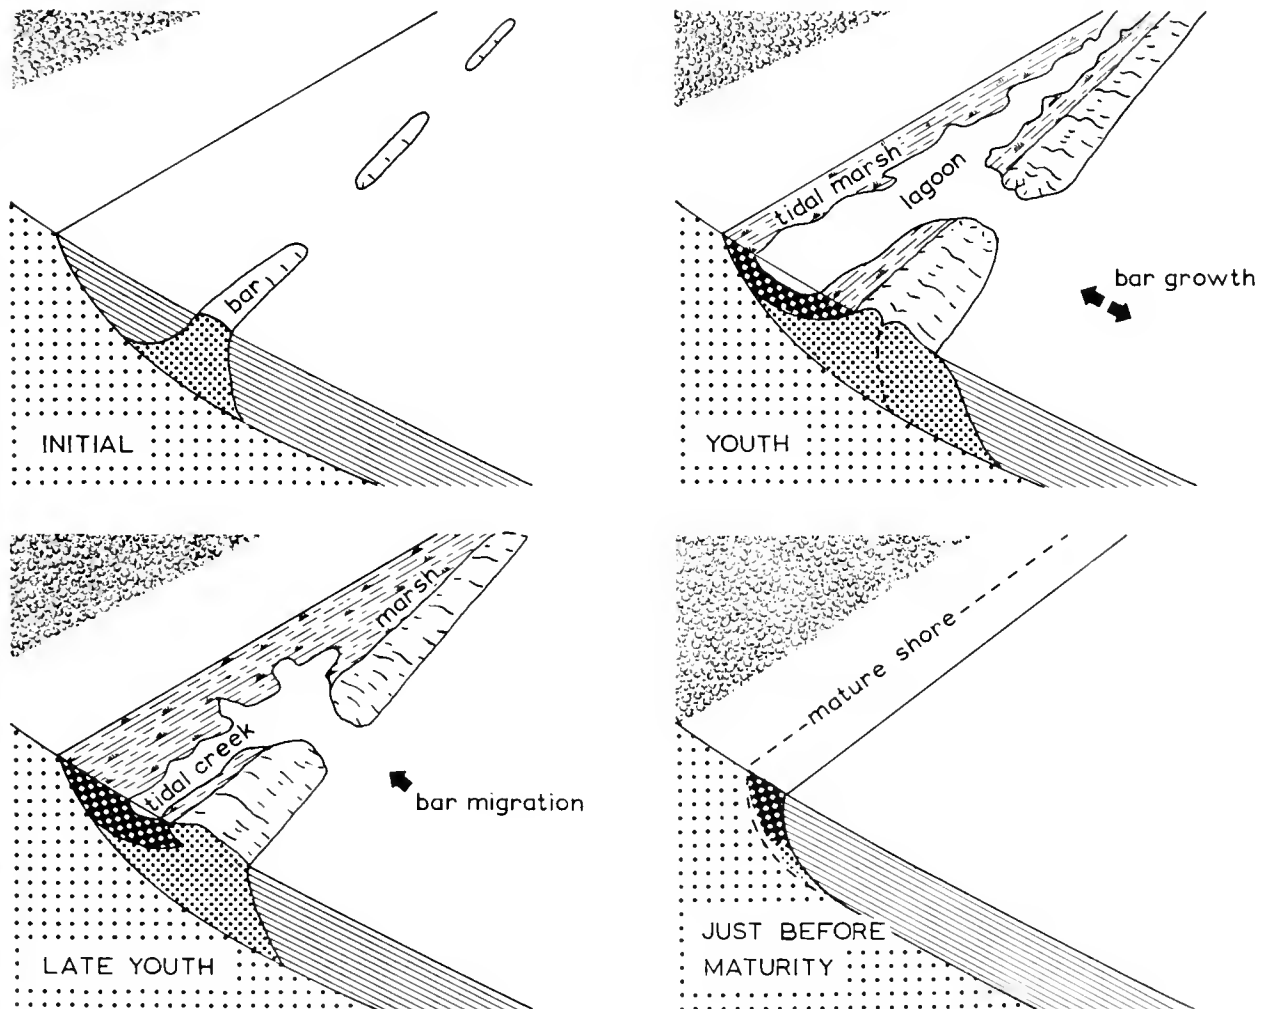 bar
INITIAL
tidal marsh
lagoon
bar growth
YOUTH
marsh
tidal creek
bar migration
LATE YOUTH
mature shore
JUST BEFORE
MATURITY